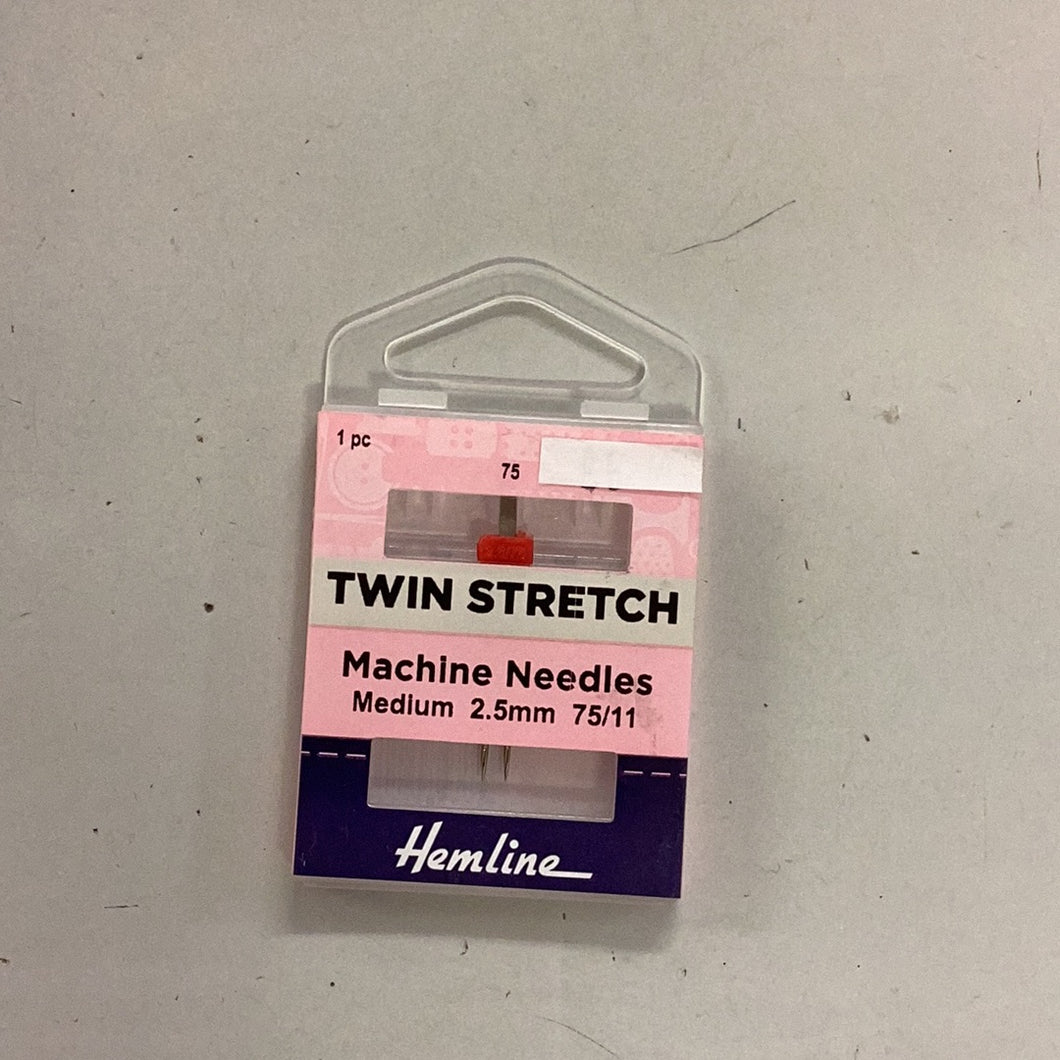 1 pc
75
TWIN STRETCH
Machine Needles
Medium 2.5mm 75/11
Hemline